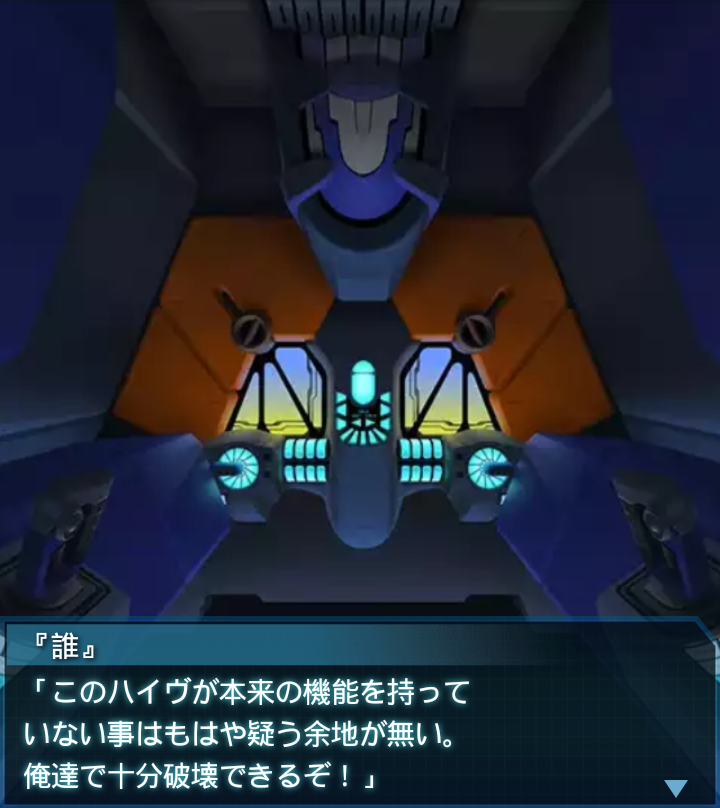 『誰』
「このハイヴが本来の機能を持って
いない事はもはや疑う余地が無い。
俺達で十分破壊できるぞ！」